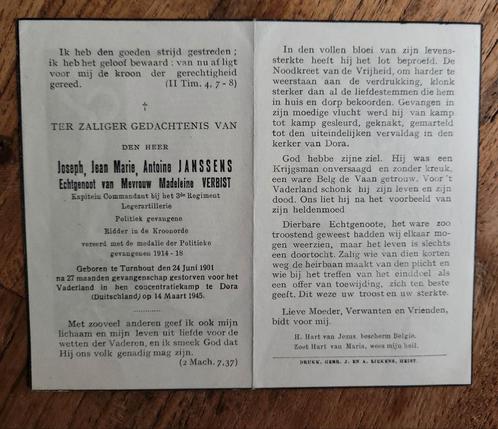 Ik heb den goeden strijd gestreden ;
ik heb het geloof bewaard : van nu af ligt
voor mij de kroon der gerechtigheid
gereed. (II Tim. 4, 7-8)
†
TER ZALIGER GEDACHTENIS VAN
DEN HEER
Joseph, Jean Marie, Antoine JANSSENS
Echtgenoot van Mevrouw Madeleine VERBIST
Kapitein Commandant bij het 3de Regiment
Legerartillerie
Politiek gevangene
Ridder in de Kroonorde
vereerd met de medalie der Politieke
gevangenen 1914 - 18
Geboren te Turnhout den 24 Juni 1901
na 27 maanden gevangenschap gestorven voor het
Vaderland in het concentratiekamp te Dora
(Duitschland) op 14 Maart 1945.
Met zooveel anderen geef ik ook mijn
lichaam en mijn leven uit liefde voor de
wetten der Vaderen, en ik smeek God dat
Hij ons volk genadig mag zijn.
(2 Mach. 7,37)
In den vollen bloei van zijn levens-
sterkte heeft hij het lot beproefd. De
Noodkreet van de Vrijheid, om harder te
weerstaan aan de verdrukking, klonk
sterker dan al de liefdestemmen die hem
in huis en dorp bekoorden. Gevangen in
zijn moedige vlucht werd hij van kamp
tot kamp gesleurd, geknakt, gemarteld
tot den uiteindelijken vervaldag in den
kerker van Dora.
God hebbe zijne ziel. Hij was een
Krijgsman onversaagd en zonder kreuk,
een ware Belg de Vaan getrouw. Voor 't
Vaderland schonk hij zijn leven en zijn
dood. Ons liet hij het voorbeeld van
zijn heldenmoed
Dierbare Echtgenoote, het ware zoo
troostend geweest hadden wij elkaar mo-
gen weerzien, maar het leven is slechts
een doortocht. Zalig dan wie zien dierbaren
kort de heirbaan maakt van den plicht en
wie bij het treffen van het einddoel als
een offer van toewijding, zich ten beste
geeft. Dit weze uw troost en uw sterkte.
Lieve Moeder, Verwanten en Vrienden,
bidt voor mij.
H. Hart van Jezus bescherm Belgie.
Zoet Hart van Maria, wees mijn heil.
DRUKK. GEBR. J. EN A. LIEKENS, HEIST.